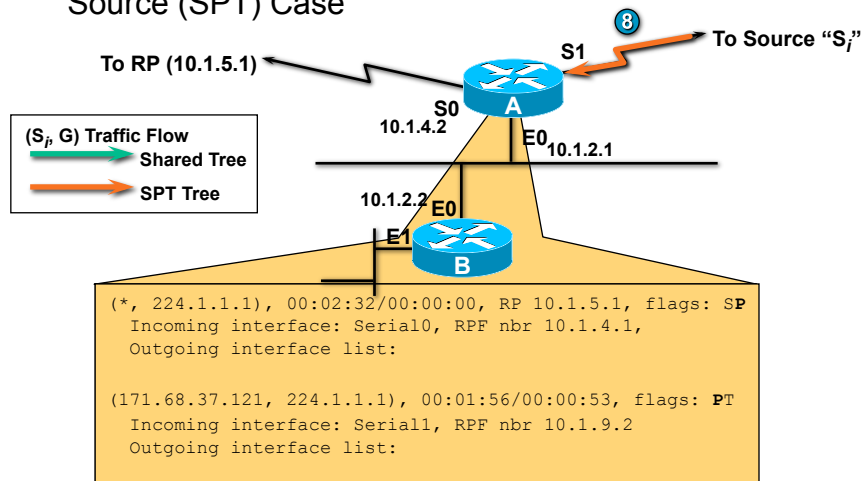 Source (SPT) Case
8
To Source “Si”
S1
To RP (10.1.5.1)
A
S0
10.1.4.2
E0
10.1.2.1
(Si, G) Traffic Flow
Shared Tree
SPT Tree
10.1.2.2
E0
E1
B
(*, 224.1.1.1), 00:02:32/00:00:00, RP 10.1.5.1, flags: SP
Incoming interface: Serial0, RPF nbr 10.1.4.1,
Outgoing interface list:
(171.68.37.121, 224.1.1.1), 00:01:56/00:00:53, flags: PT
Incoming interface: Serial1, RPF nbr 10.1.9.2
Outgoing interface list: